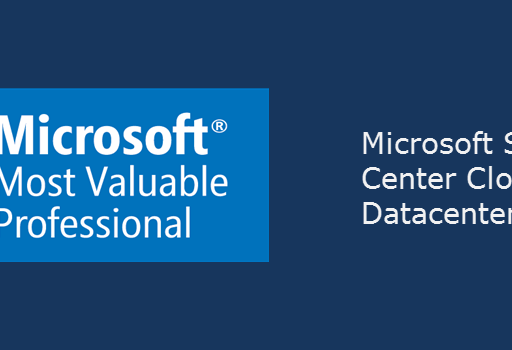 Microsoft®
Most Valuable
Professional
Microsoft
Center
Datacenter